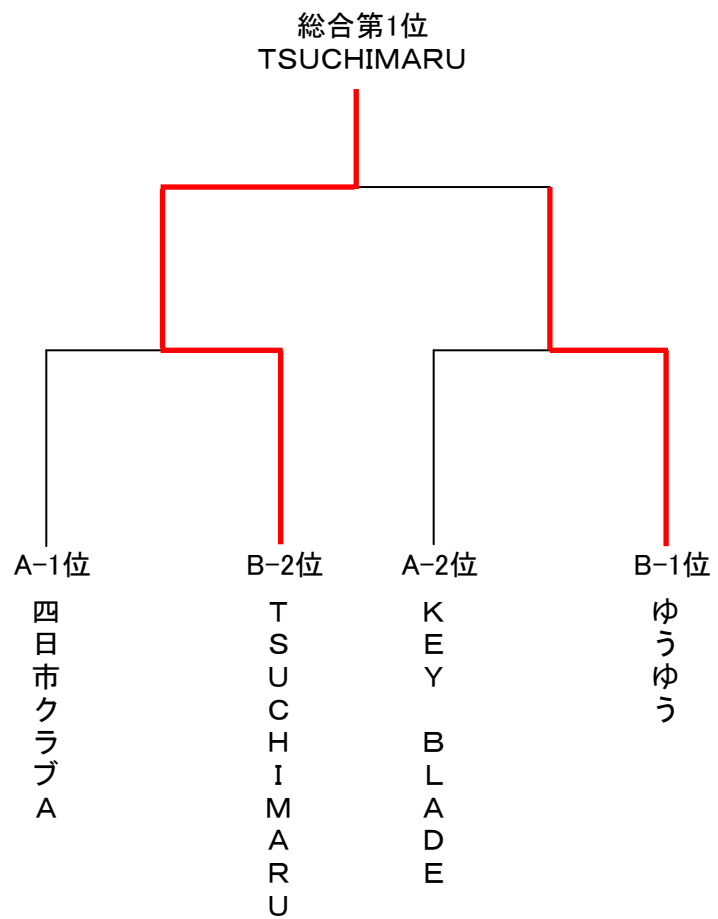 総合第1位
TSUCHIMARU
A-1位
B-2位
A-2位
B-1位
四日市クラブA
TSUCHIMARU
KEY BLADE
ゆうゆう